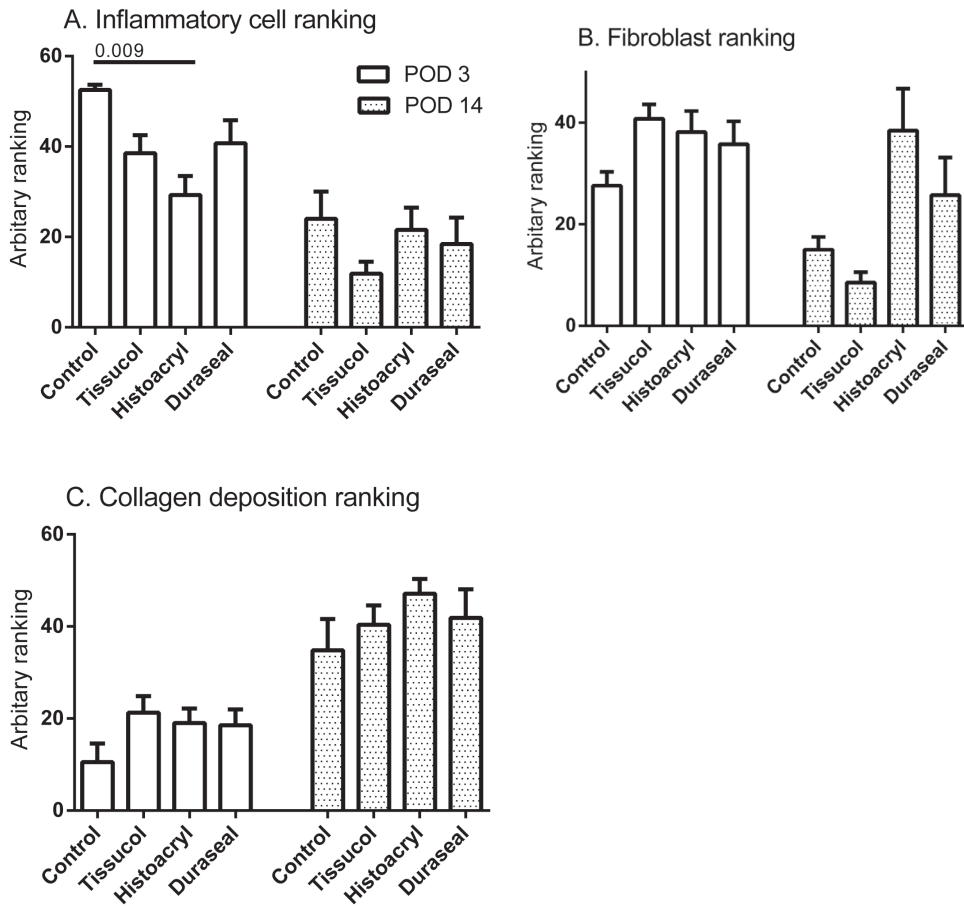 A. Inflammatory cell ranking
60
40
20
0
Arbitary ranking
0.009
POD 3
POD 14
Control
Tissucol
Histoacryl
Duraseal
Control
Tissucol
Histoacryl
Duraseal
B. Fibroblast ranking
40
20
0
Arbitary ranking
Control
Tissucol
Histoacryl
Duraseal
Control
Tissucol
Histoacryl
Duraseal
C. Collagen deposition ranking
60
40
20
0
Arbitary ranking
Control
Tissucol
Histoacryl
Duraseal
Control
Tissucol
Histoacryl
Duraseal